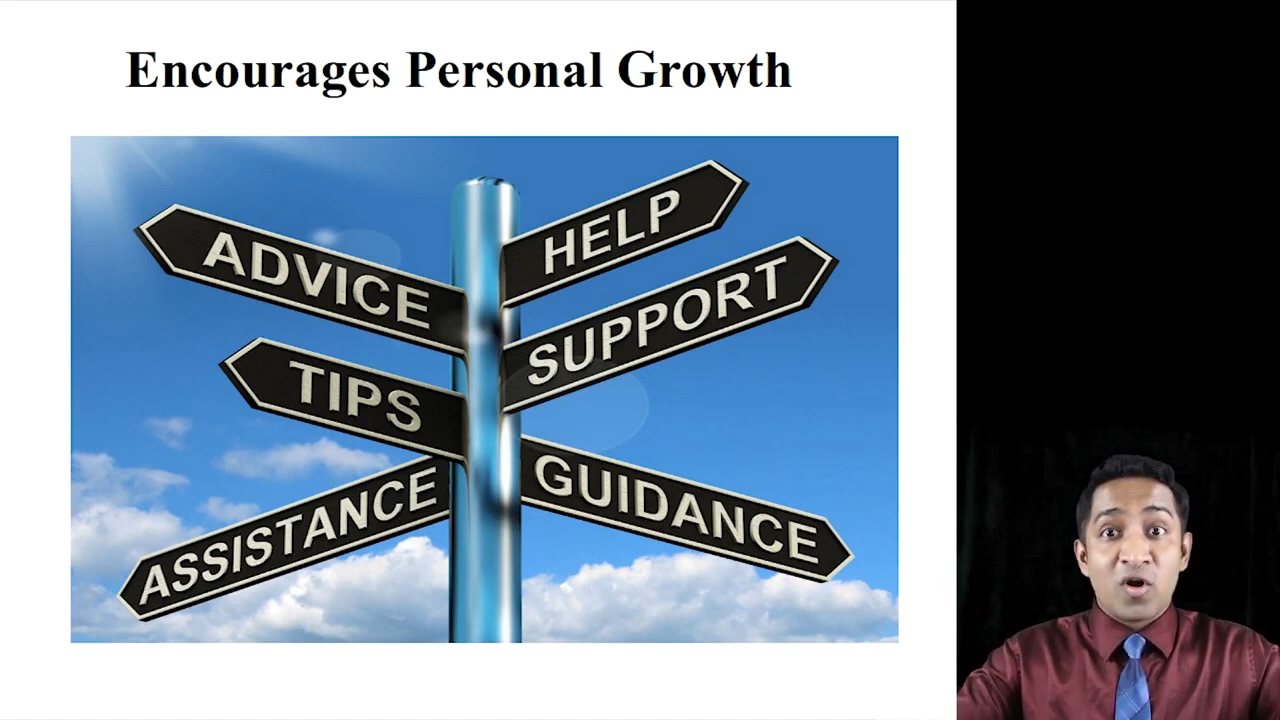 Encourages Personal Growth
ADVICE
HELP
SUPPORT
TIPS
GUIDANCE
ASSISTANCE